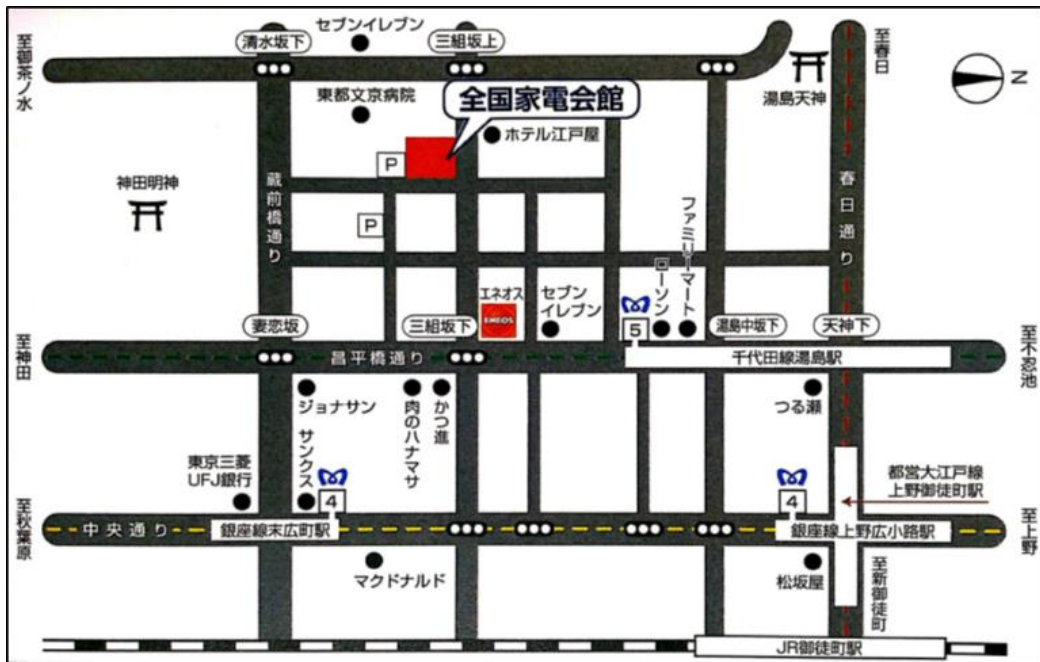 セブンイレブン
清水坂下
三組坂上
至御茶ノ水
至春日
湯島天神
N
東都文京病院
全国家電会館
ホテル江戸屋
P
神田明神
蔵前橋通り
春日通り
P
ファミリーマート
ローソン
エネオス
ENEOS
セブン
イレブン
5
妻恋坂
三組坂下
湯島中坂下
天神下
至神田
昌平橋通り
千代田線湯島駅
至不忍池
ジョナサン
肉のハナマサ
かつ進
つる瀬
サンクス
東京三菱
UFJ銀行
4
4
都営大江戸線
上野御徒町駅
至秋葉原
中央通り
銀座線末広町駅
銀座線上野広小路駅
至上野
マクドナルド
松坂屋
至新御徒町
JR御徒町駅